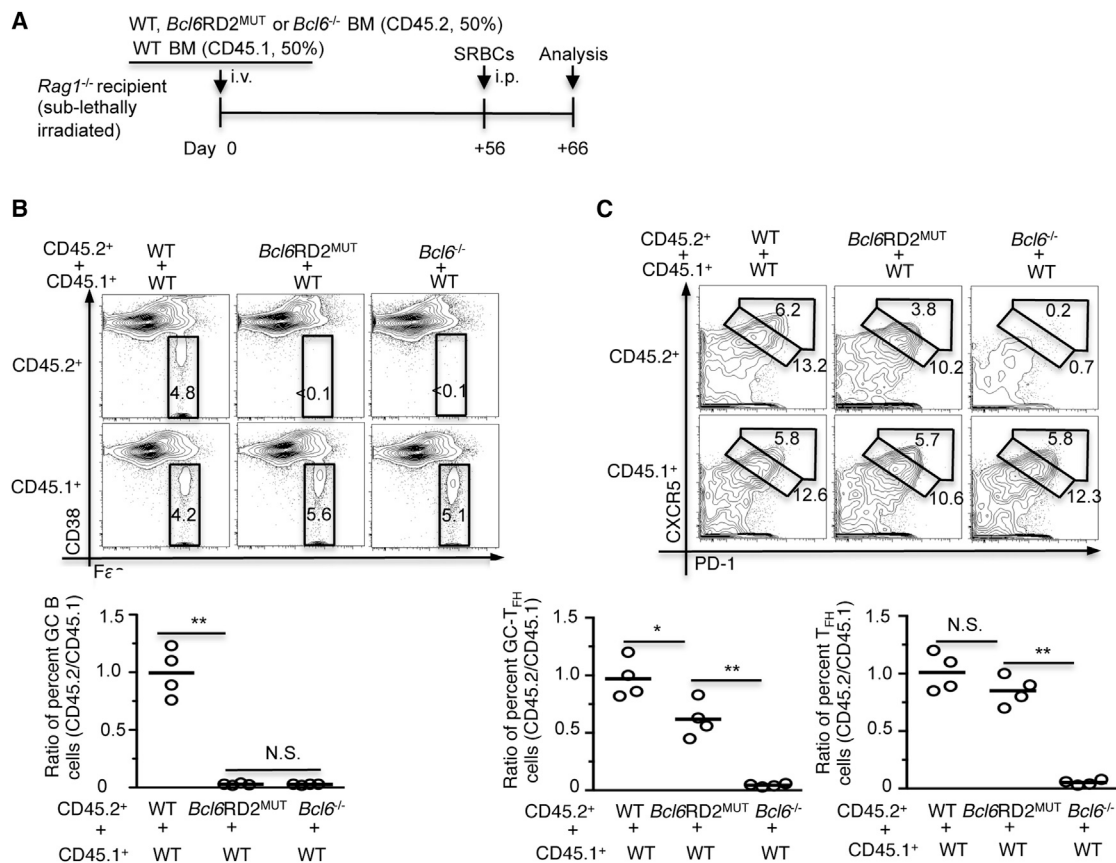 A
WT, Bcl6RD2MUT or Bcl6-/- BM (CD45.2, 50%)
WT BM (CD45.1, 50%)
SRBCs Analysis
i.v. i.p.
Rag1-/- recipient
(sub-lethally
irradiated)
Day 0 +56 +66
B
CD45.2+ WT Bcl6RD2MUT Bcl6-/-
+ + + +
CD45.1+ WT WT WT
CD45.2+
4.8 <0.1 <0.1
CD45.1+
4.2 5.6 5.1
CD38
Ratio of percent GC B
cells (CD45.2/CD45.1)
1.5
1.0
0.5
0
**
N.S.
CD45.2+ WT Bcl6RD2MUT Bcl6-/-
+ + + +
CD45.1+ WT WT WT
C
CD45.2+ WT Bcl6RD2MUT Bcl6-/-
+ + + +
CD45.1+ WT WT WT
CD45.2+
6.2 3.8 0.2
13.2 10.2 0.7
CD45.1+
5.8 5.7 5.8
12.6 10.6 12.3
CXCR5
PD-1
Ratio of percent GC-TFH
cells (CD45.2/CD45.1)
1.5
1.0
0.5
0
*
**
CD45.2+ WT Bcl6RD2MUT Bcl6-/-
+ + + +
CD45.1+ WT WT WT
Ratio of percent TFH
cells (CD45.2/CD45.1)
1.5
1.0
0.5
0
N.S.
**
CD45.2+ WT Bcl6RD2MUT Bcl6-/-
+ + + +
CD45.1+ WT WT WT